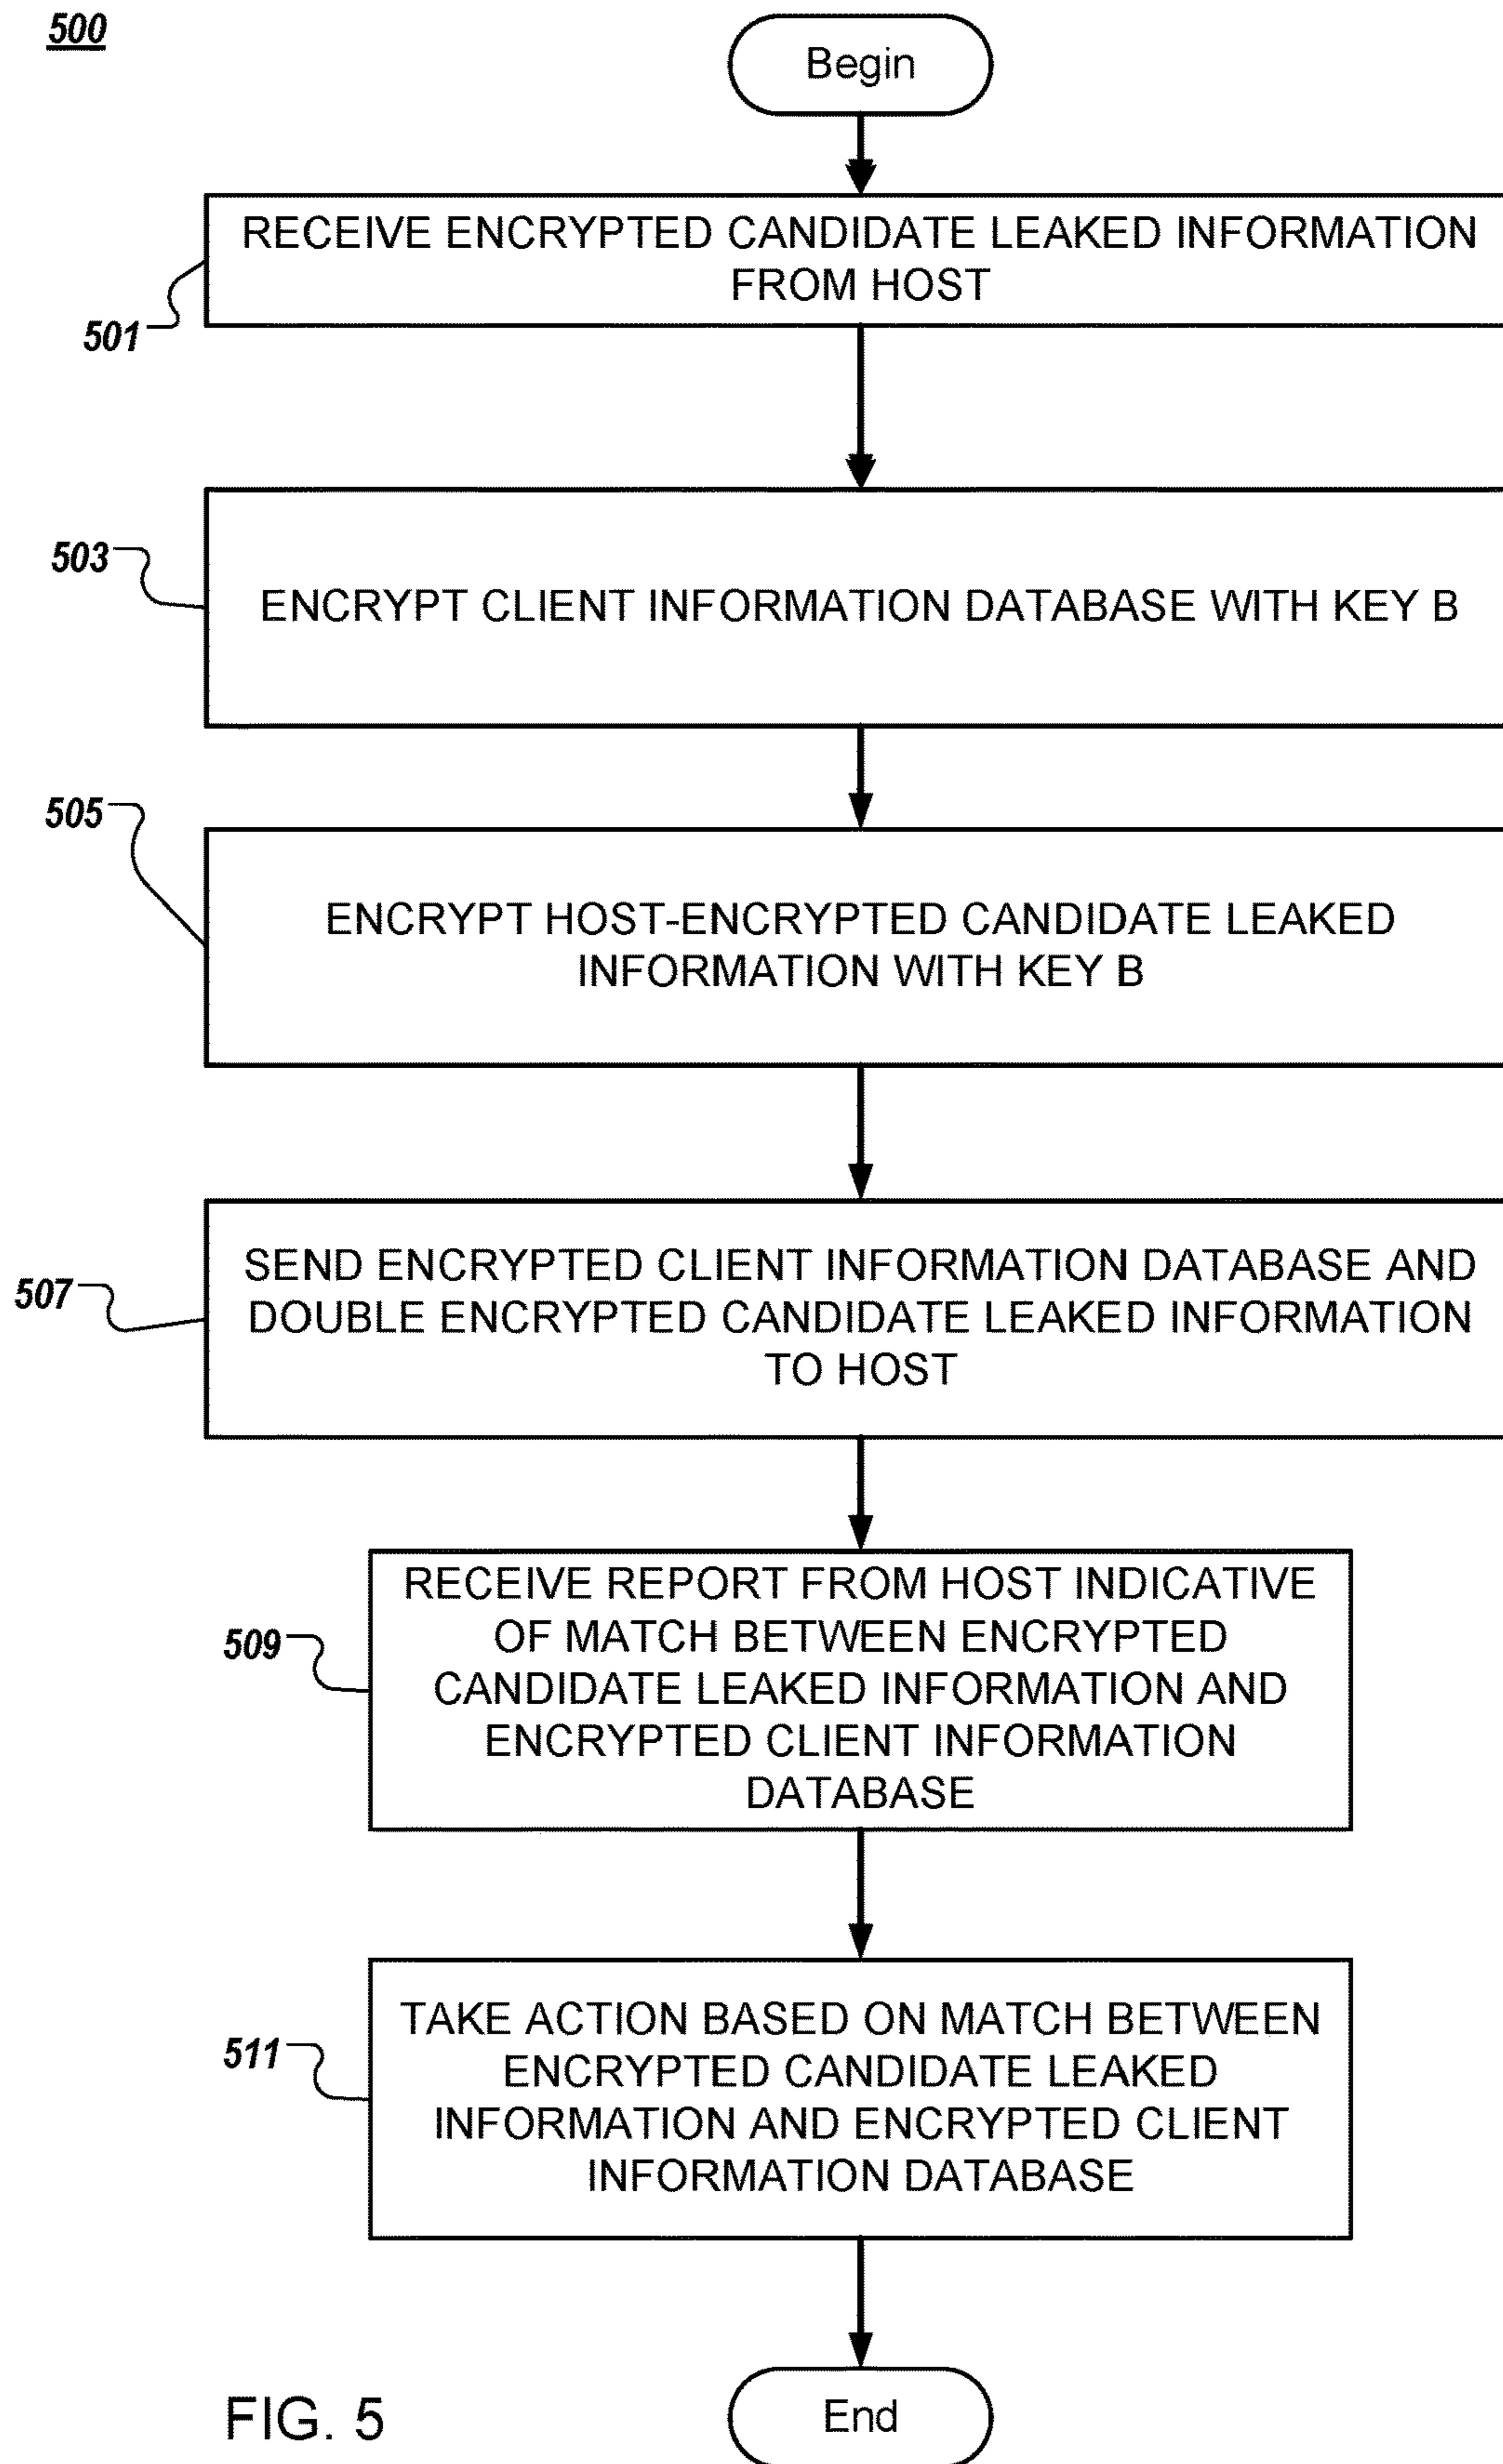 500
Begin
RECEIVE ENCRYPTED CANDIDATE LEAKED INFORMATION
FROM HOST
501
503
ENCRYPT CLIENT INFORMATION DATABASE WITH KEY B
505
ENCRYPT HOST-ENCRYPTED CANDIDATE LEAKED
INFORMATION WITH KEY B
507
SEND ENCRYPTED CLIENT INFORMATION DATABASE AND
DOUBLE ENCRYPTED CANDIDATE LEAKED INFORMATION
TO HOST
509
RECEIVE REPORT FROM HOST INDICATIVE
OF MATCH BETWEEN ENCRYPTED
CANDIDATE LEAKED INFORMATION AND
ENCRYPTED CLIENT INFORMATION
DATABASE
511
TAKE ACTION BASED ON MATCH BETWEEN
ENCRYPTED CANDIDATE LEAKED
INFORMATION AND ENCRYPTED CLIENT
INFORMATION DATABASE
End
FIG. 5